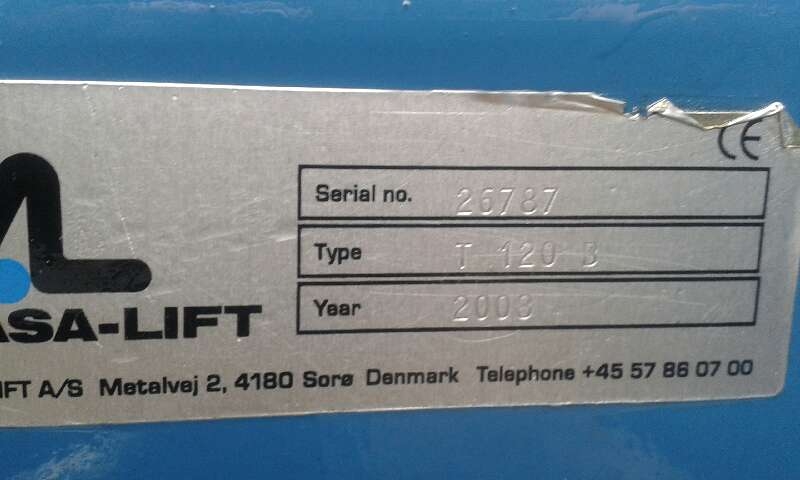 CE
Serial no. 26787
Type T 120 B
Year 2003
ASA-LIFT
IFT A/S Metalvej 2, 4180 Sorø Denmark Telephone +45 57 86 07 00